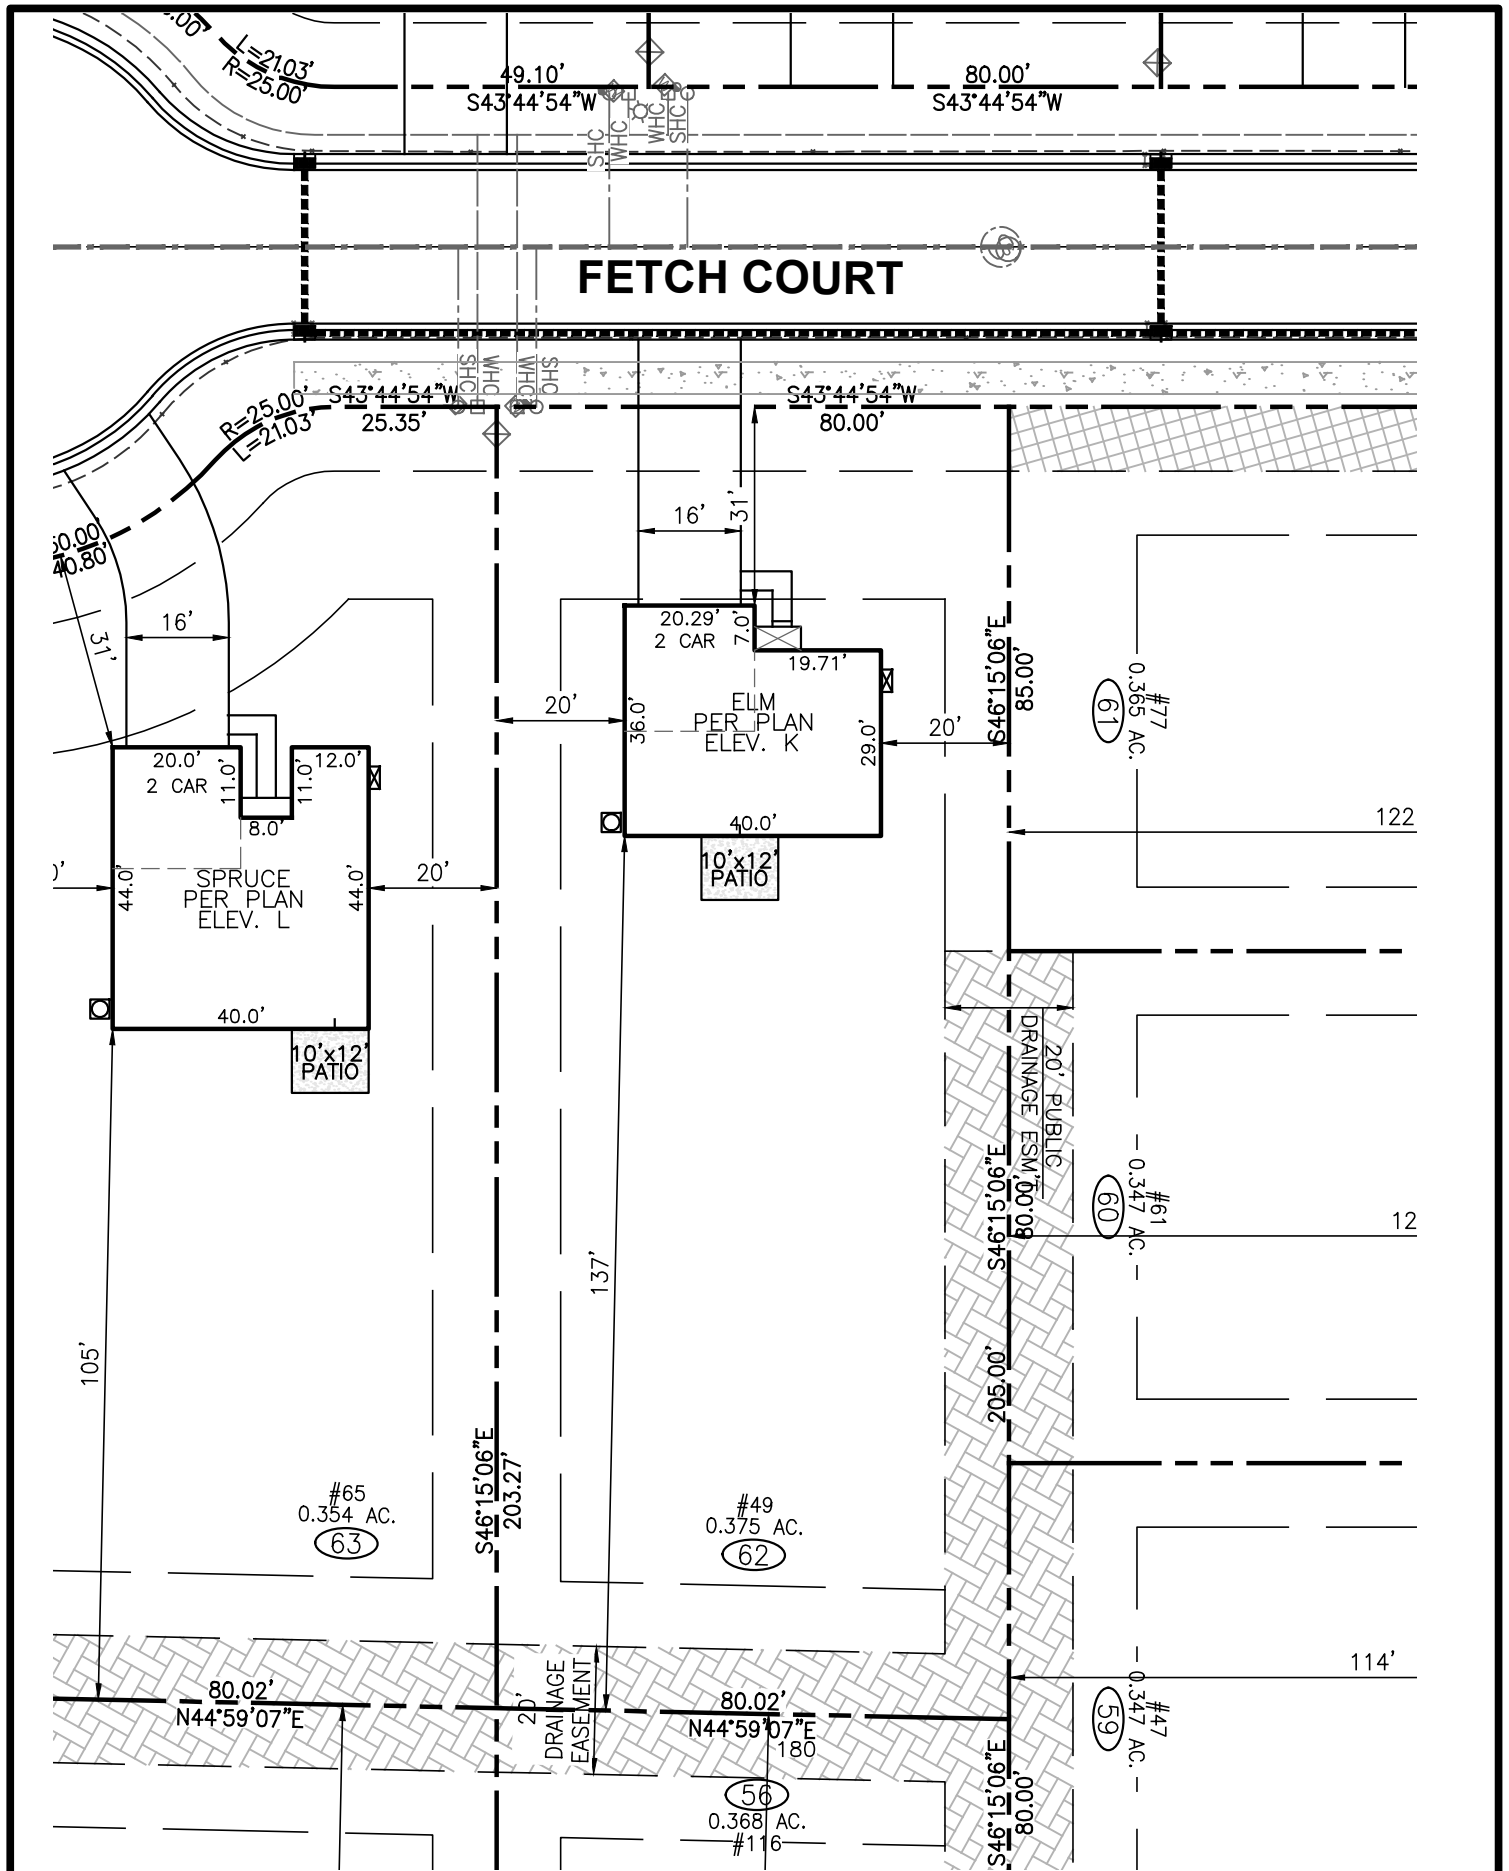 L=21.03'
R=25.00'
49.10'
S43°44'54"W
80.00'
S43°44'54"W
SHC
WHC
WHC
SHC
FETCH COURT
SHC
WHC
WHC
SHC
S43°44'54"W
25.35'
R=25.00'
L=21.03'
S43°44'54"W
80.00'
40.80'
31'
16'
16'
31'
20.29'
2 CAR
7.0'
19.71'
36.0'
ELM
PER PLAN
ELEV. K
29.0'
40.0'
10'x12'
PATIO
20'
20'
S46°15'06"E
85.00'
#77
0.365 AC.
61
122
20.0'
2 CAR
11.0'
11.0'
12.0'
8.0'
44.0'
SPRUCE
PER PLAN
ELEV. L
44.0'
40.0'
10'x12'
PATIO
20'
20' PUBLIC
DRAINAGE ESM'T
S46°15'06"E
80.00'
#61
0.347 AC.
60
12
137'
105'
205.00'
S46°15'06"E
203.27'
#65
0.354 AC.
63
#49
0.375 AC.
62
80.02'
N44°59'07"E
20'
DRAINAGE
EASEMENT
80.02'
N44°59'07"E
180
56
0.368 AC.
#116
114'
#47
0.347 AC.
59
S46°15'06"E
80.00'